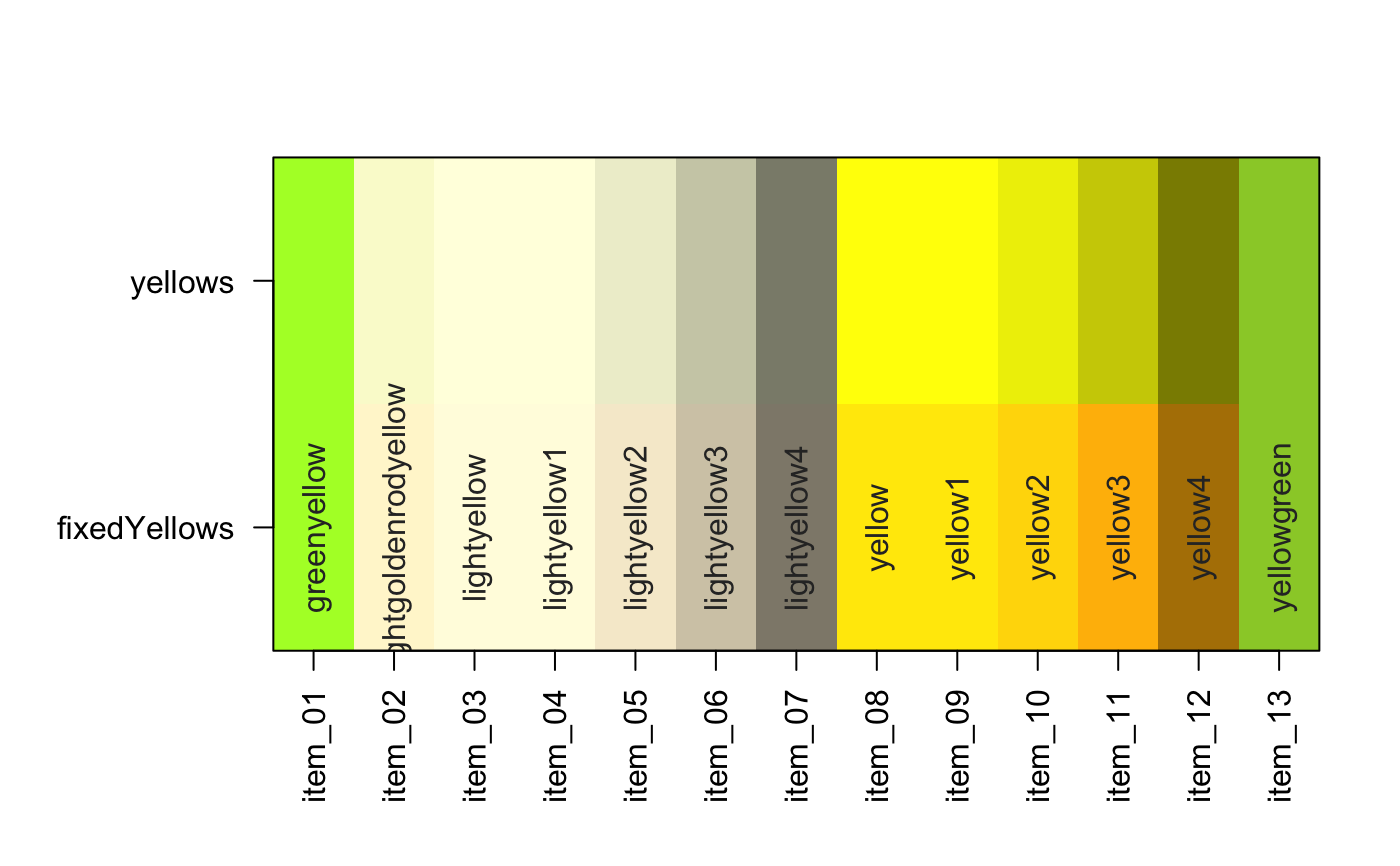 yellows
fixedYellows
greenyellow
ghtgoldenrodyellow
lightyellow
lightyellow1
lightyellow2
lightyellow3
lightyellow4
yellow
yellow1
yellow2
yellow3
yellow4
yellowgreen
item_01
item_02
item_03
item_04
item_05
item_06
item_07
item_08
item_09
item_10
item_11
item_12
item_13